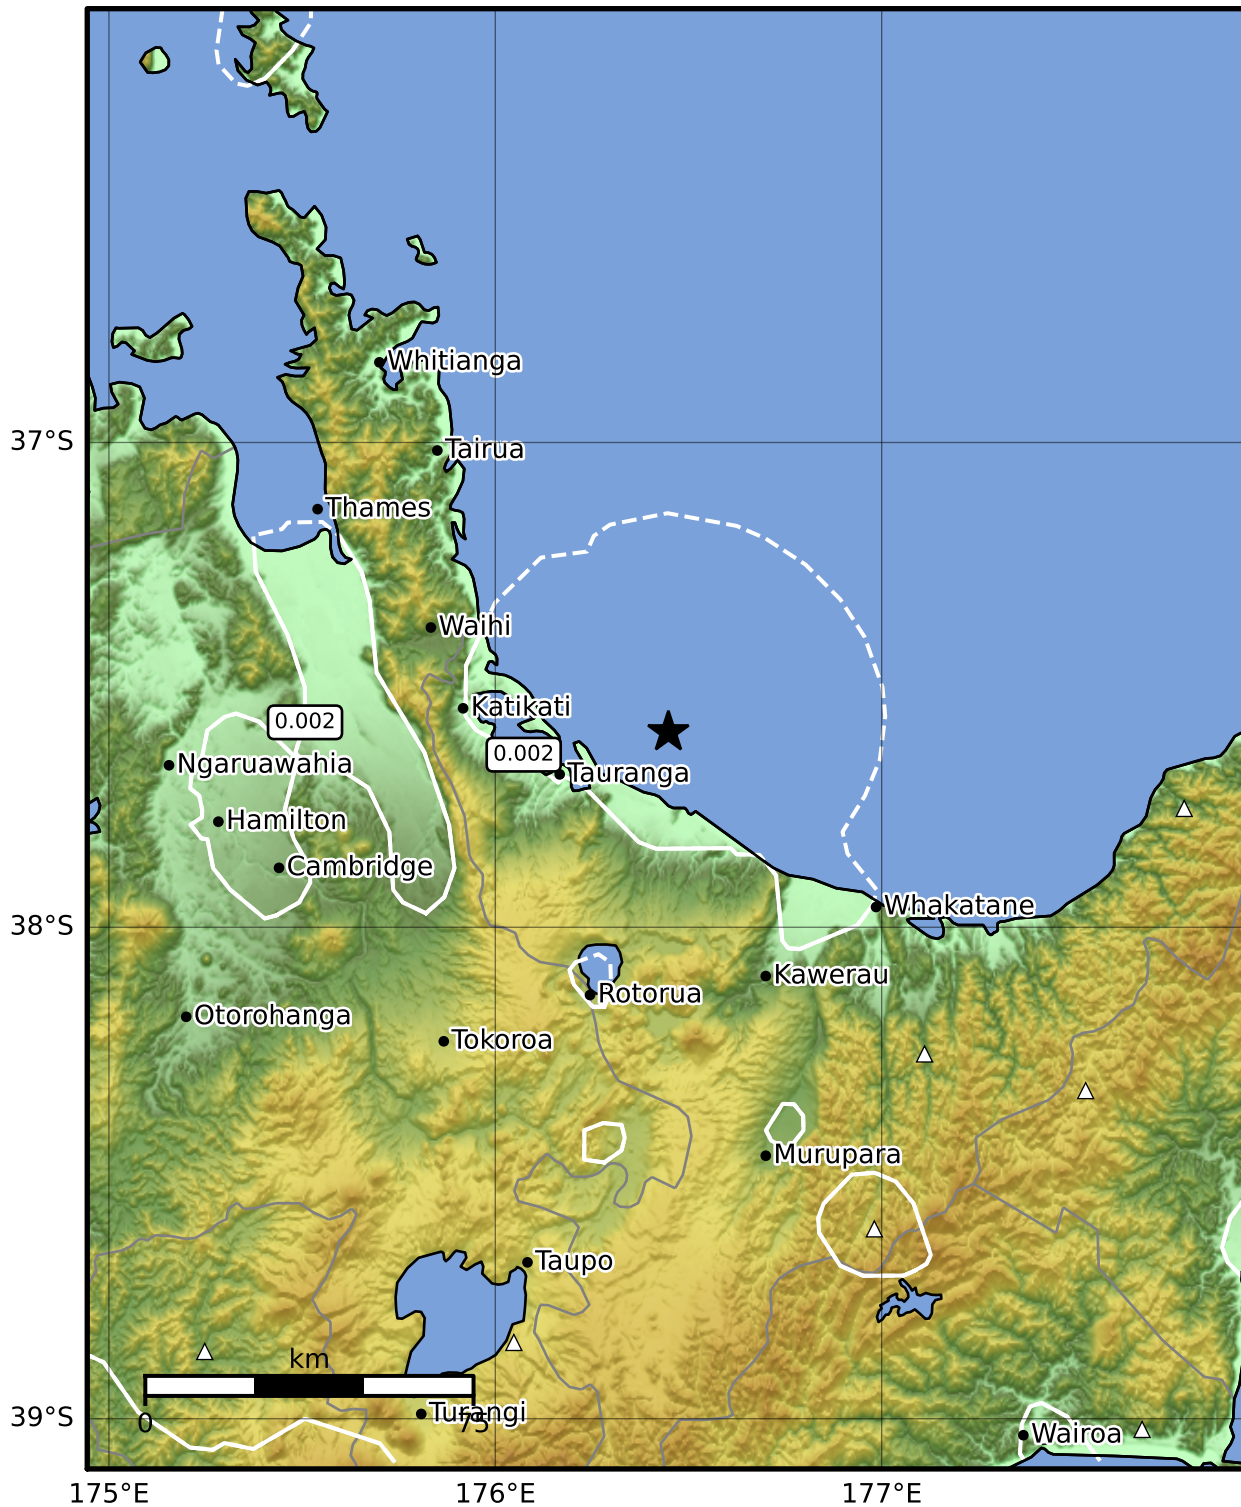 Whitianga
37°S
Tairua
Thames
Waihi
Katikati
0.002
0.002
Ngaruawahia
Tauranga
Hamilton
Cambridge
38°S
Whakatane
Kawerau
Rotorua
Otorohanga
Tokoroa
Murupara
Taupo
km
0
75
Turangi
39°S
Wairoa
175°E
176°E
177°E